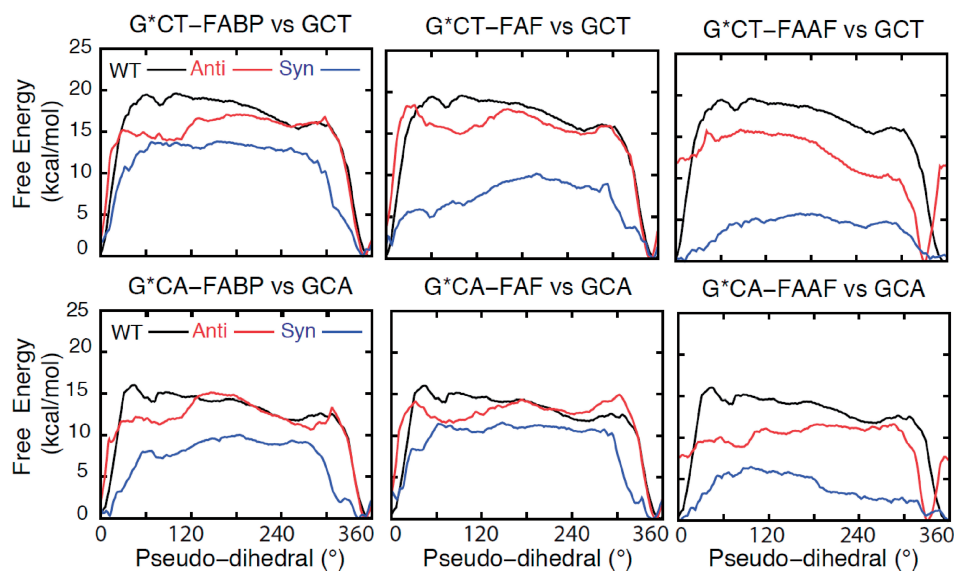 G*CT−FABP vs GCT
G*CT−FAF vs GCT
G*CT−FAAF vs GCT
Free Energy
(kcal/mol)
25
20
15
10
5
0
WT Anti Syn
G*CA−FABP vs GCA
G*CA−FAF vs GCA
G*CA−FAAF vs GCA
Free Energy
(kcal/mol)
25
20
15
10
5
0
WT Anti Syn
0 120 240 360
0 120 240 360
0 120 240 360
Pseudo−dihedral (°)
Pseudo−dihedral (°)
Pseudo−dihedral (°)